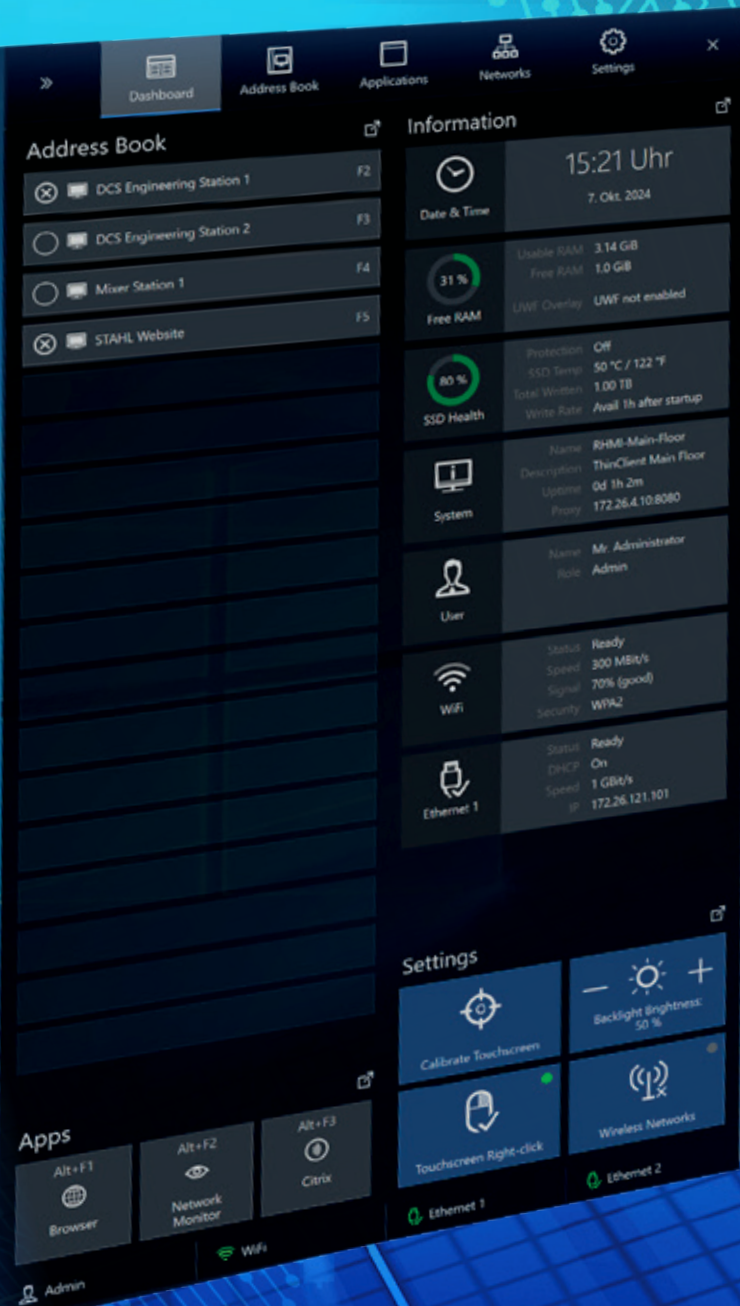 Dashboard
Address Book
Applications
Networks
Settings
Address Book
DCS Engineering Station 1 F2
DCS Engineering Station 2 F3
Mixer Station 1 F4
STAHL Website F5
Information
Date & Time
15:21 Uhr
7. Okt. 2024
31 %
Free RAM
Usable RAM 3.14 GiB
Free RAM 1.0 GiB
UWF Overlay UWF not enabled
80 %
SSD Health
Protection Off
SSD Temp 50 °C / 122 °F
Total Written 1.00 TB
Write Rate Avail 1h after startup
System
Name RHMI-Main-Floor
Description ThinClient Main Floor
Uptime 0d 1h 2m
Proxy 172.26.4.10:8080
User
Name Mr. Administrator
Role Admin
WiFi
Status Ready
Speed 300 MBit/s
Signal 70% (good)
Security WPA2
Ethernet 1
Status Ready
DHCP On
Speed 1 GBit/s
IP 172.26.121.101
Settings
Calibrate Touchscreen
Backlight Brightness:
50 %
Touchscreen Right-click
Wireless Networks
Apps
Alt+F1
Browser
Alt+F2
Network
Monitor
Alt+F3
Citrix
Admin
WiFi
Ethernet 1
Ethernet 2